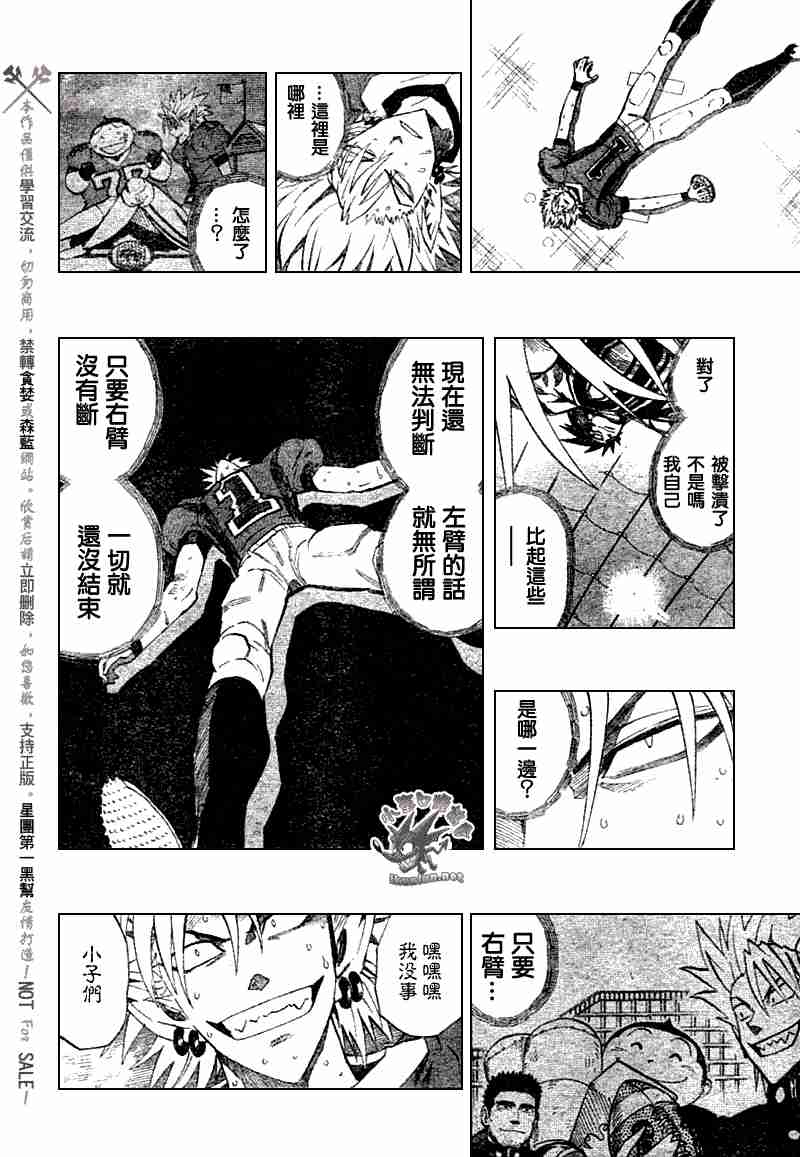 …這裡是
哪裡
怎麼了
…？
1
對了
被擊潰了
不是嗎
我自己
比起這些
——
現在還
無法判斷
左臂的話
就無所謂
只要右臂
沒有斷
一切就
還沒結束
1
是哪一邊？
只要
右臂…
嘿嘿嘿
我沒事
小子們
本作品僅供學習交流，切勿商用，禁轉貪婪或森藍網站。欣賞后請立即刪除，如您喜歡，支持正版。星團第一黑幫友情打造！NOT For SALE！